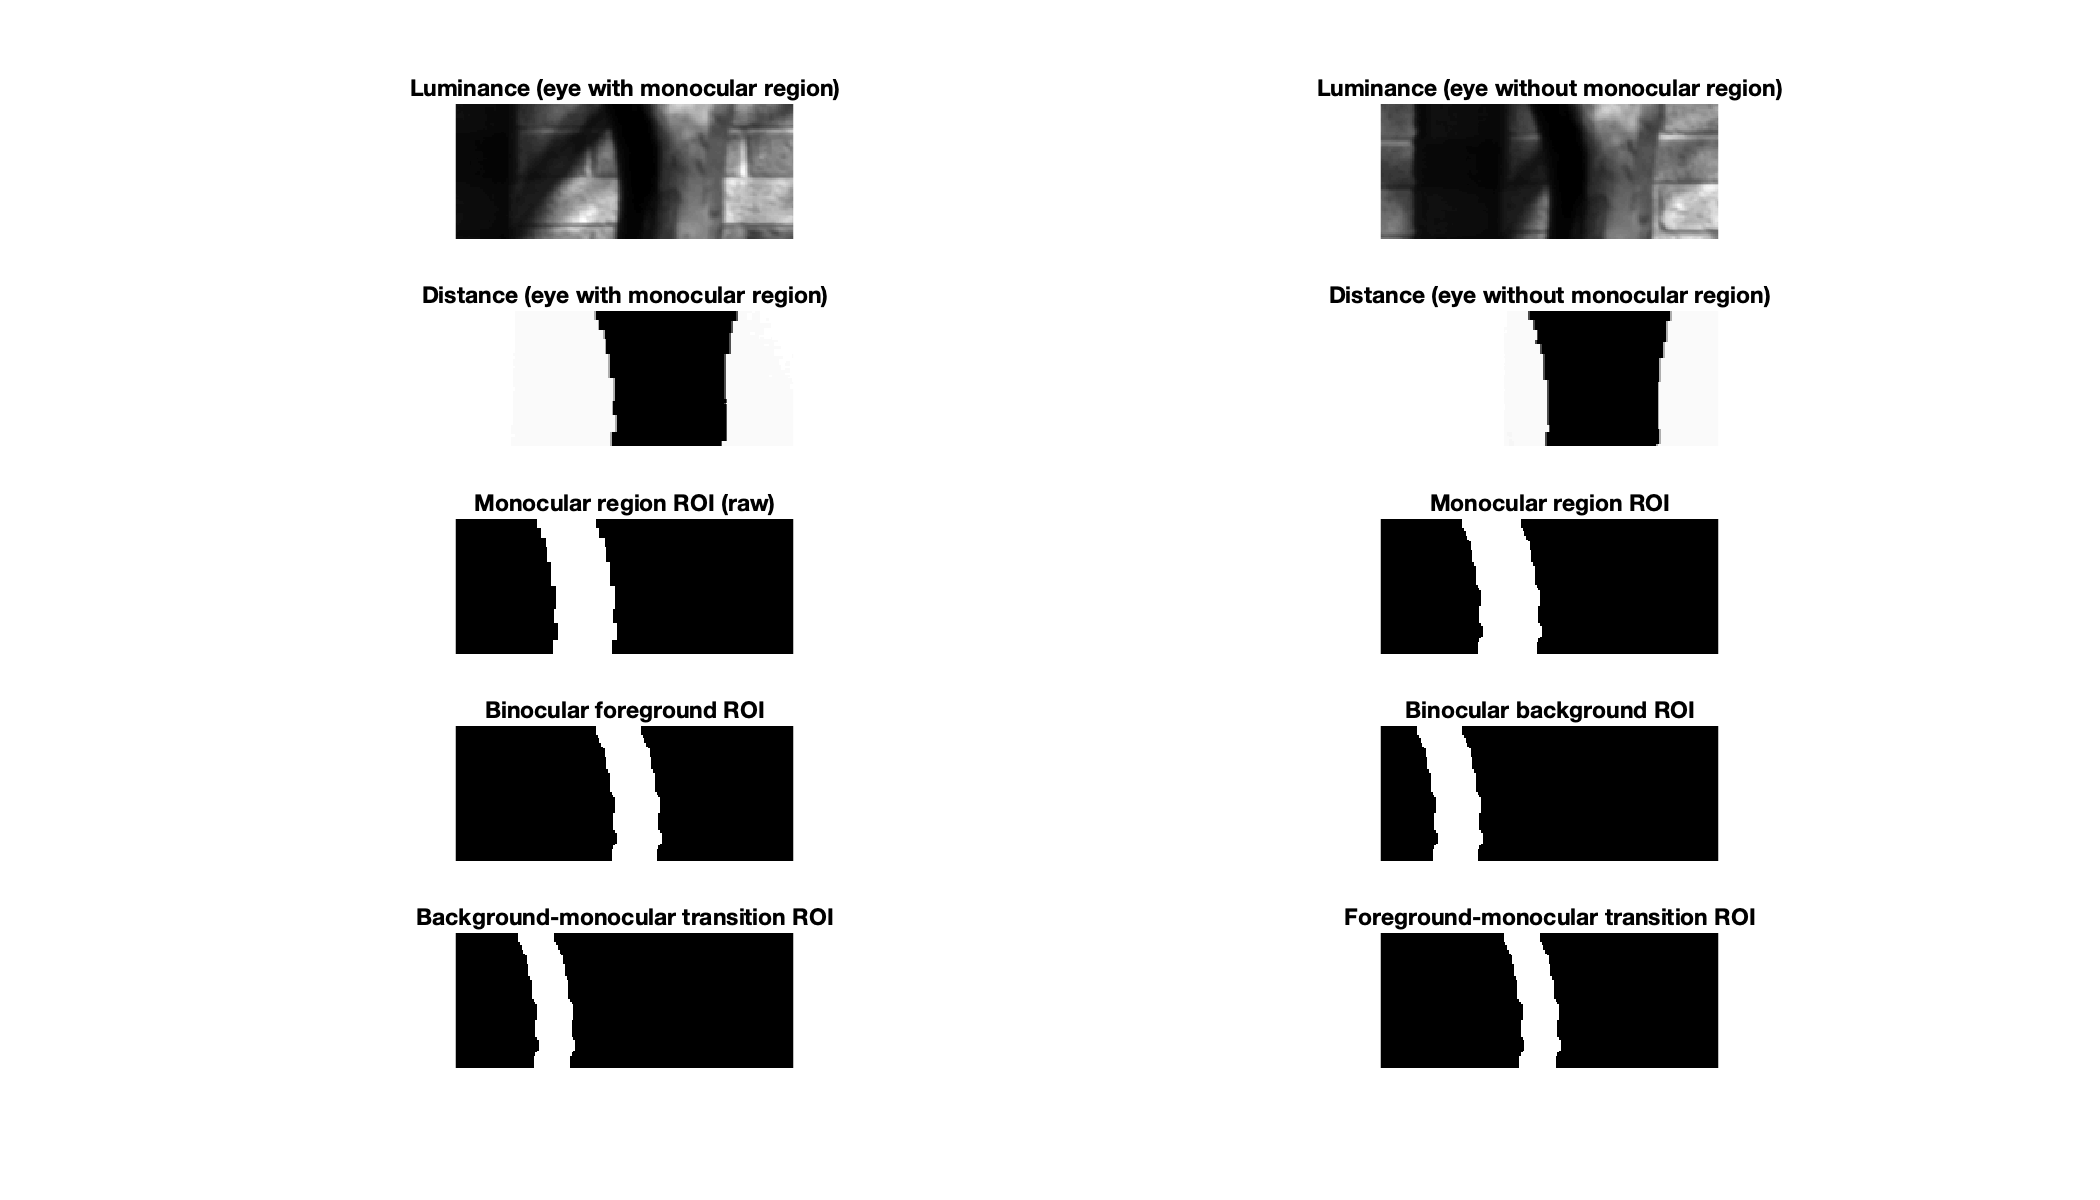 Luminance (eye with monocular region)
Luminance (eye without monocular region)
Distance (eye with monocular region)
Distance (eye without monocular region)
Monocular region ROI (raw)
Monocular region ROI
Binocular foreground ROI
Binocular background ROI
Background-monocular transition ROI
Foreground-monocular transition ROI